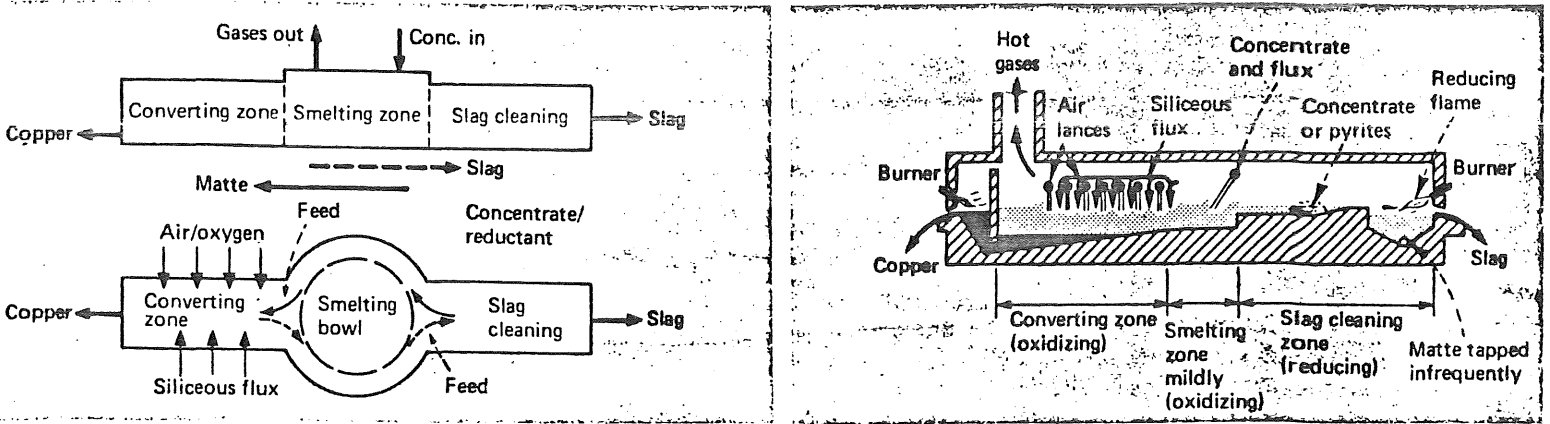 Gases out
Conc. in
Converting zone
Smelting zone
Slag cleaning
Copper
Slag
Slag
Matte
Feed
Concentrate/
reductant
Air/oxygen
Converting
zone
Smelting
bowl
Slag
cleaning
Copper
Slag
Siliceous flux
Feed
Hot
gases
Concentrate
and flux
Reducing
flame
Air
lances
Siliceous
flux
Concentrate
or pyrites
Burner
Burner
Copper
Slag
Converting zone
(oxidizing)
Smelting
zone
mildly
(oxidizing)
Slag cleaning
zone
(reducing)
Matte tapped
infrequently